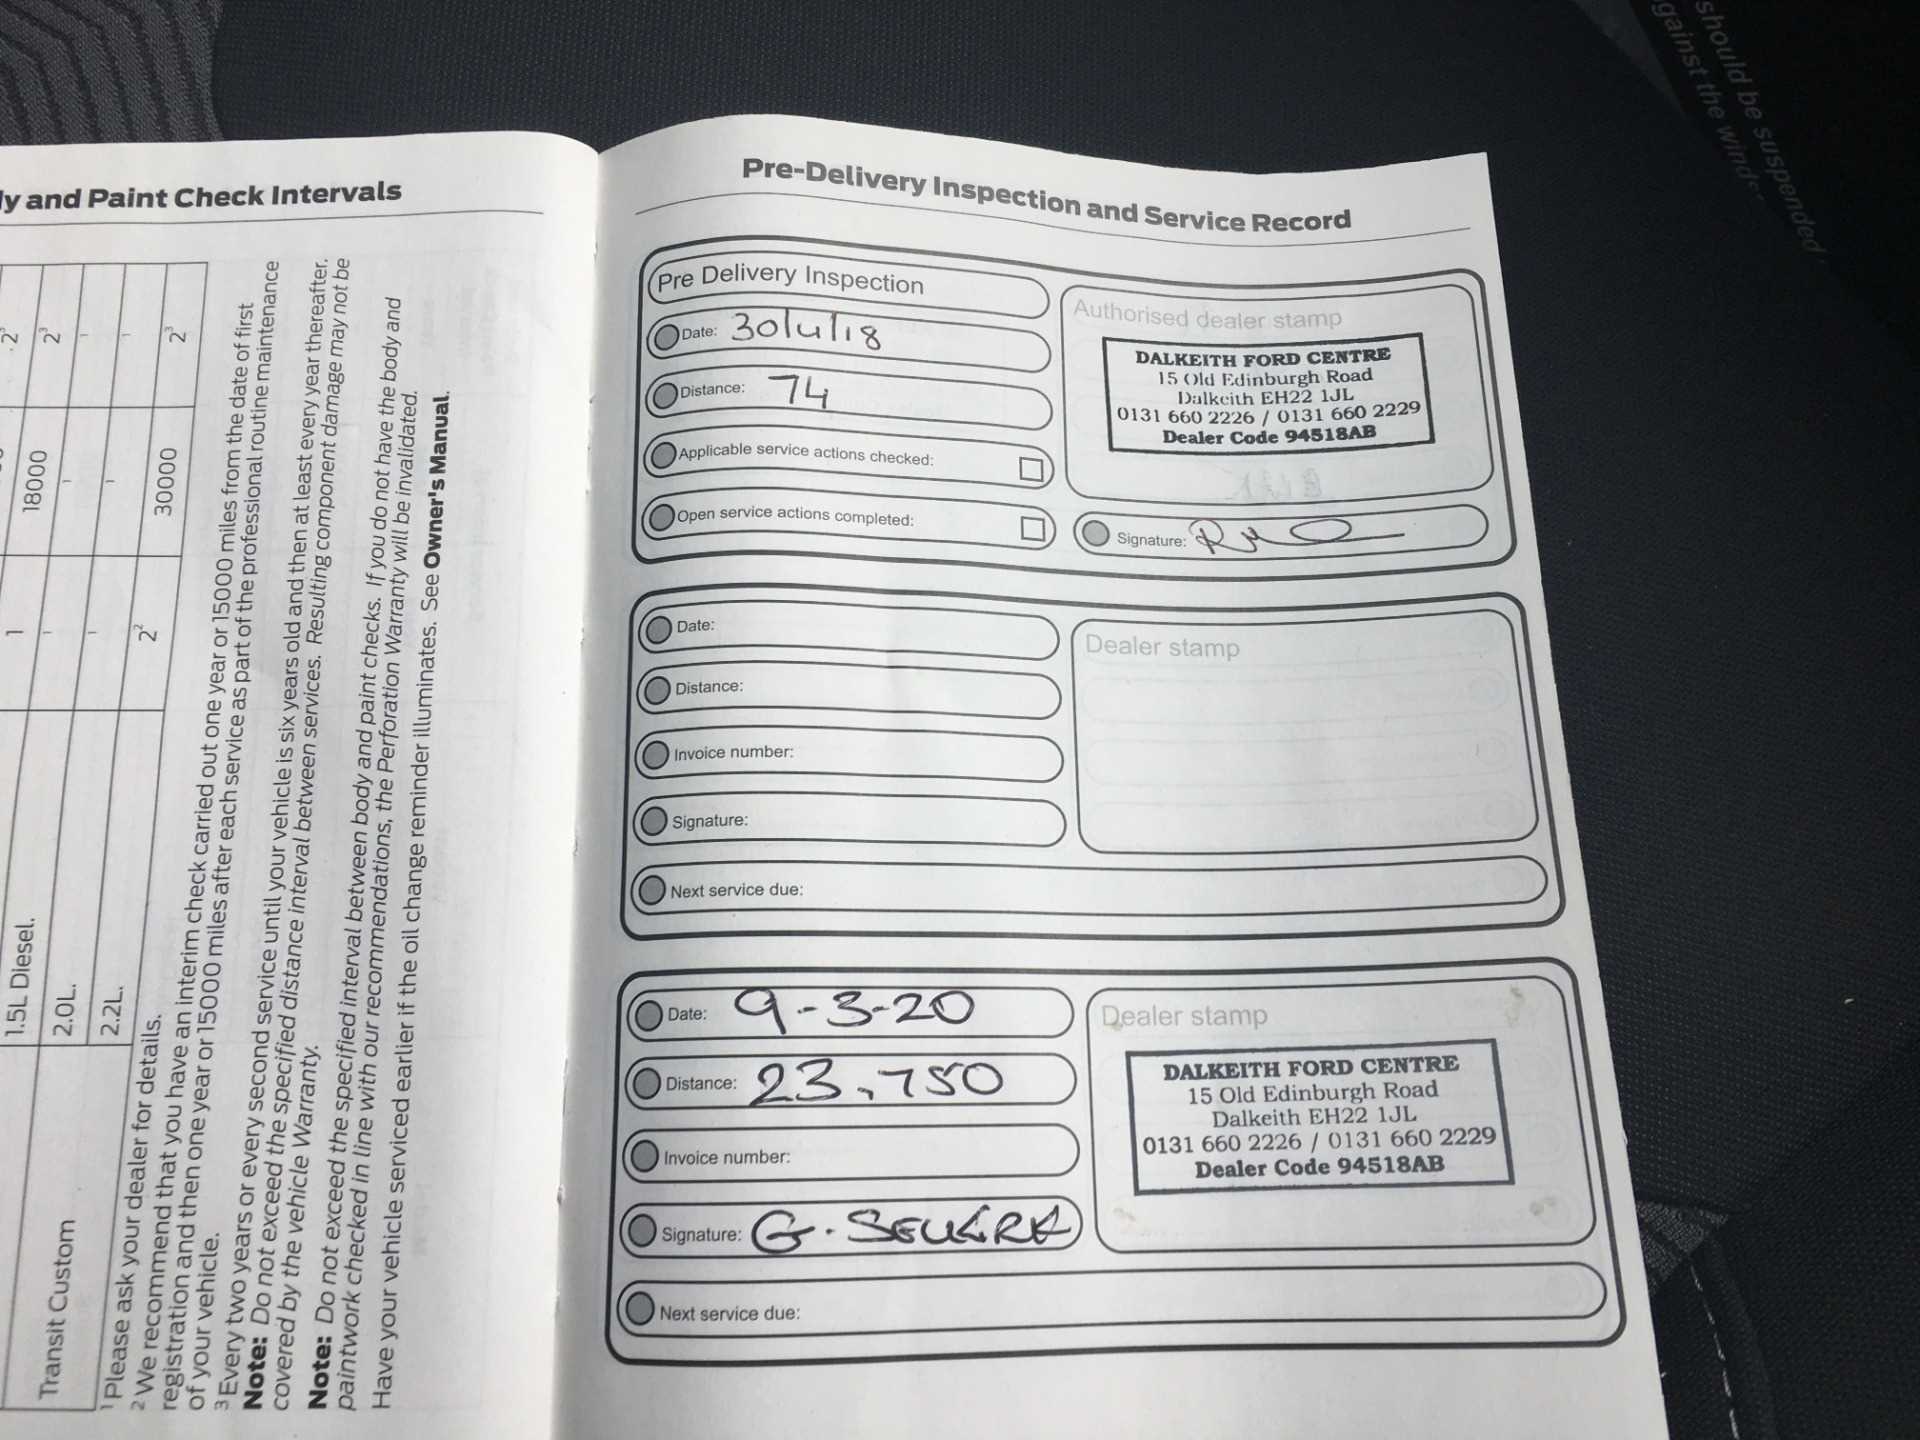 ly and Paint Check Intervals
2³
18000
2³
1
1
1
1
30000
2³
1
1
1
2²
1.5L Diesel.
2.0L.
2.2L.
Transit Custom
¹ Please ask your dealer for details.
² We recommend that you have an interim check carried out one year or 15000 miles from the date of first
registration and then one year or 15000 miles after each service as part of the professional routine maintenance
of your vehicle.
³ Every two years or every second service until your vehicle is six years old and then at least every year thereafter.
Note: Do not exceed the specified distance interval between services. Resulting component damage may not be
covered by the vehicle Warranty.
Note: Do not exceed the specified interval between body and paint checks. If you do not have the body and
paintwork checked in line with our recommendations, the Perforation Warranty will be invalidated.
Have your vehicle serviced earlier if the oil change reminder illuminates. See Owner's Manual.
Pre-Delivery Inspection and Service Record
Pre Delivery Inspection
Date: 30/4/18
Distance: 74
Applicable service actions checked:
Open service actions completed:
Authorised dealer stamp
DALKEITH FORD CENTRE
15 Old Edinburgh Road
Dalkeith EH22 1JL
0131 660 2226 / 0131 660 2229
Dealer Code 94518AB
Signature:
Date:
Distance:
Invoice number:
Signature:
Dealer stamp
Next service due:
Date: 9-3-20
Distance: 23,750
Invoice number:
Signature: G. SELKIRK
Dealer stamp
DALKEITH FORD CENTRE
15 Old Edinburgh Road
Dalkeith EH22 1JL
0131 660 2226 / 0131 660 2229
Dealer Code 94518AB
Next service due:
should be suspended
gainst the wind